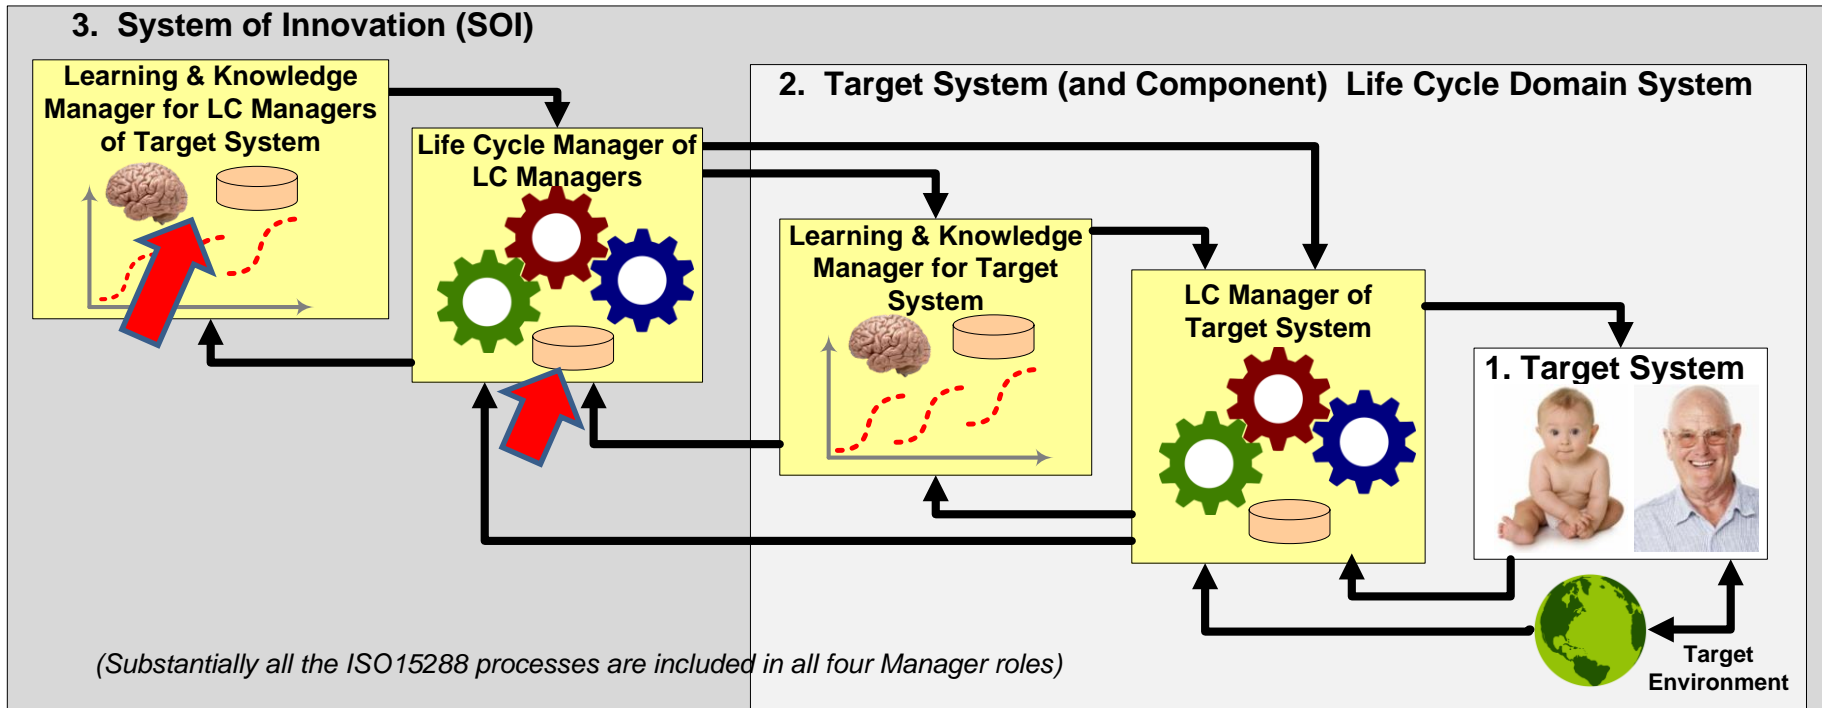 3. System of Innovation (SOI)
Learning & Knowledge
Manager for LC Managers
of Target System
Life Cycle Manager of
LC Managers
2. Target System (and Component) Life Cycle Domain System
Learning & Knowledge
Manager for Target
System
LC Manager of
Target System
1. Target System
Target
Environment
(Substantially all the ISO15288 processes are included in all four Manager roles)